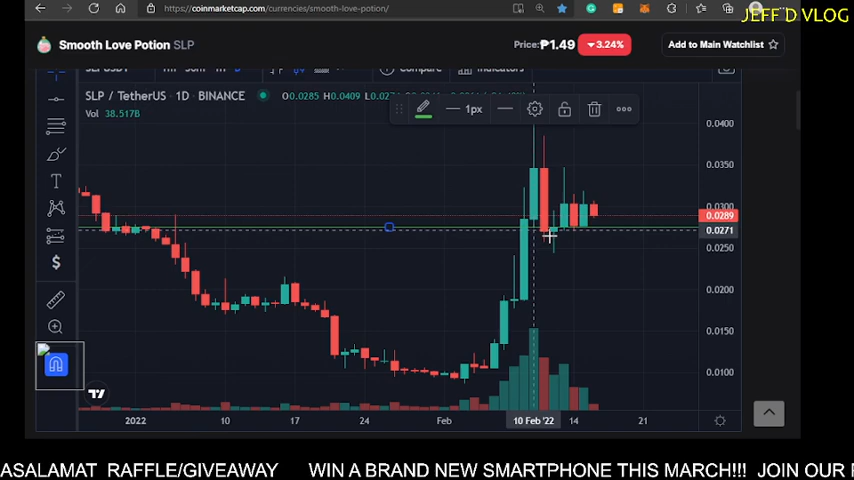 https://coinmarketcap.com/currencies/smooth-love-potion/
JEFF D VLOG
Smooth Love Potion SLP
Price: ₱1.49 ▾3.24%
Add to Main Watchlist
Compare
Indicators
SLP / TetherUS · 1D · BINANCE
O0.0285 H0.0409
Vol 38.517B
1px
0.0400
0.0350
0.0300
0.0289
0.0271
0.0250
0.0200
0.0150
0.0100
2022 10 17 24 Feb 10 Feb '22 14 21
ASALAMAT RAFFLE/GIVEAWAY WIN A BRAND NEW SMARTPHONE THIS MARCH!!! JOIN OUR